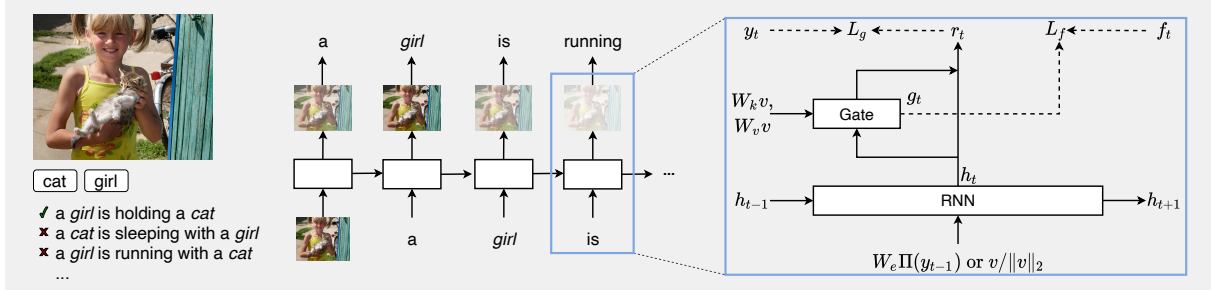 cat girl
✓ a girl is holding a cat
✗ a cat is sleeping with a girl
✗ a girl is running with a cat
...
a girl is running
...
a girl is
y_t L_g r_t L_f f_t
W_k v,
W_v v
Gate
g_t
h_t
h_{t-1} RNN h_{t+1}
W_e Π(y_{t-1}) or v/‖v‖_2